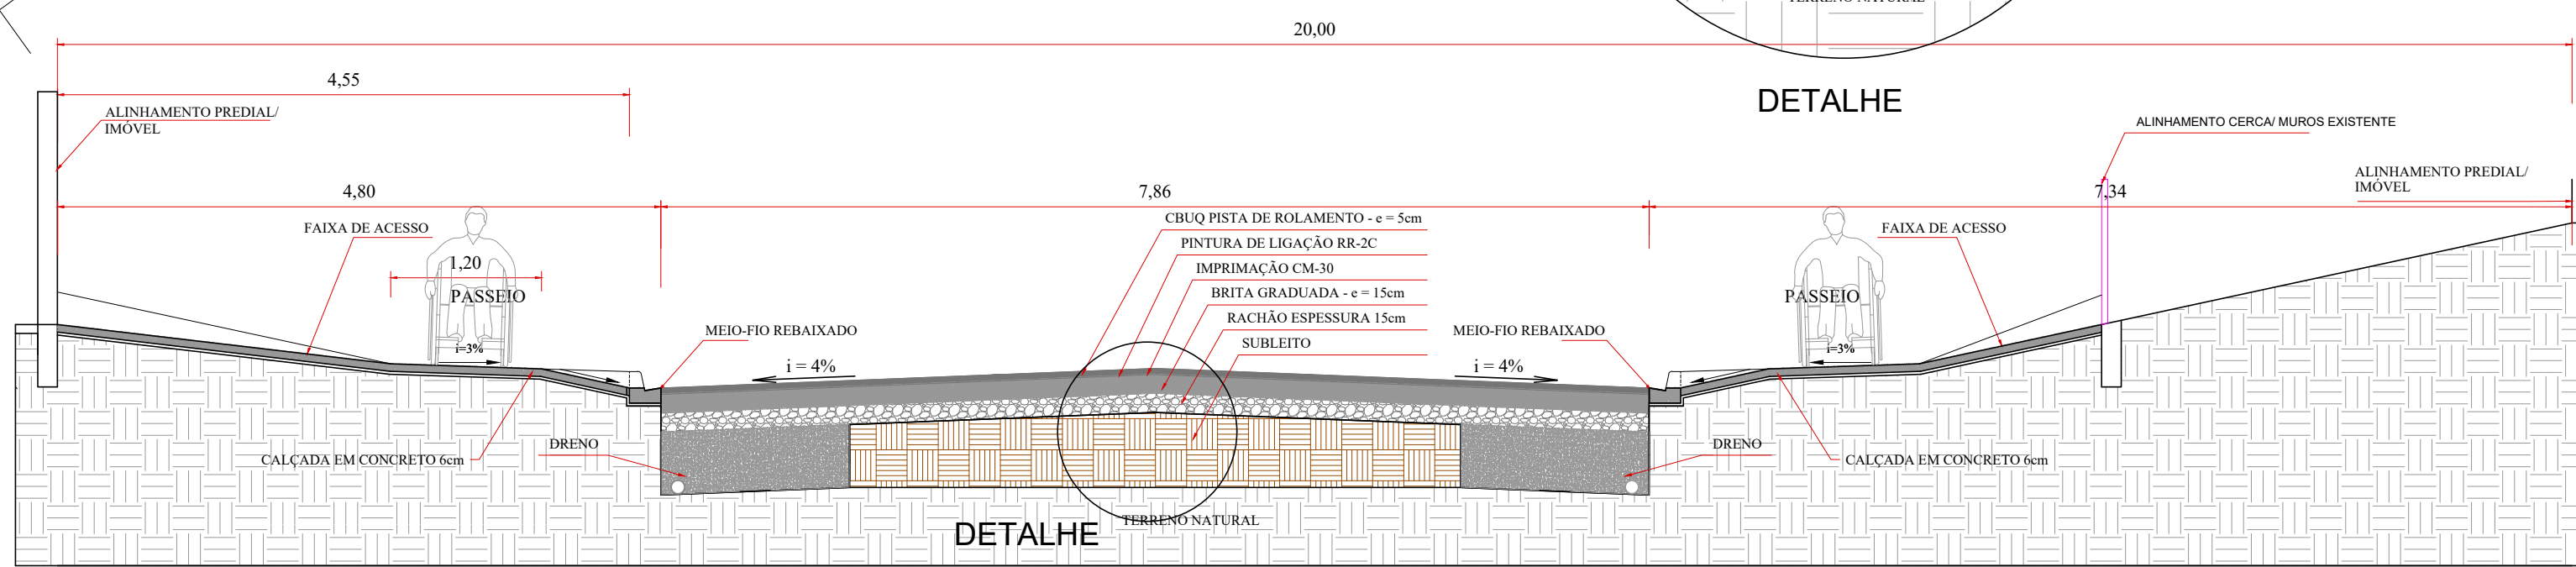 TERRENO NATURAL
20,00
4,55
DETALHE
ALINHAMENTO PREDIAL/
IMÓVEL
ALINHAMENTO CERCA/ MUROS EXISTENTE
ALINHAMENTO PREDIAL/
IMÓVEL
4,80
7,86
7,34
FAIXA DE ACESSO
CBUQ PISTA DE ROLAMENTO - e = 5cm
FAIXA DE ACESSO
PINTURA DE LIGAÇÃO RR-2C
1,20
IMPRIMAÇÃO CM-30
PASSEIO
BRITA GRADUADA - e = 15cm
PASSEIO
RACHÃO ESPESSURA 15cm
MEIO-FIO REBAIXADO
MEIO-FIO REBAIXADO
SUBLEITO
i=3%
i=3%
i = 4%
i = 4%
DRENO
DRENO
CALÇADA EM CONCRETO 6cm
CALÇADA EM CONCRETO 6cm
TERRENO NATURAL
DETALHE